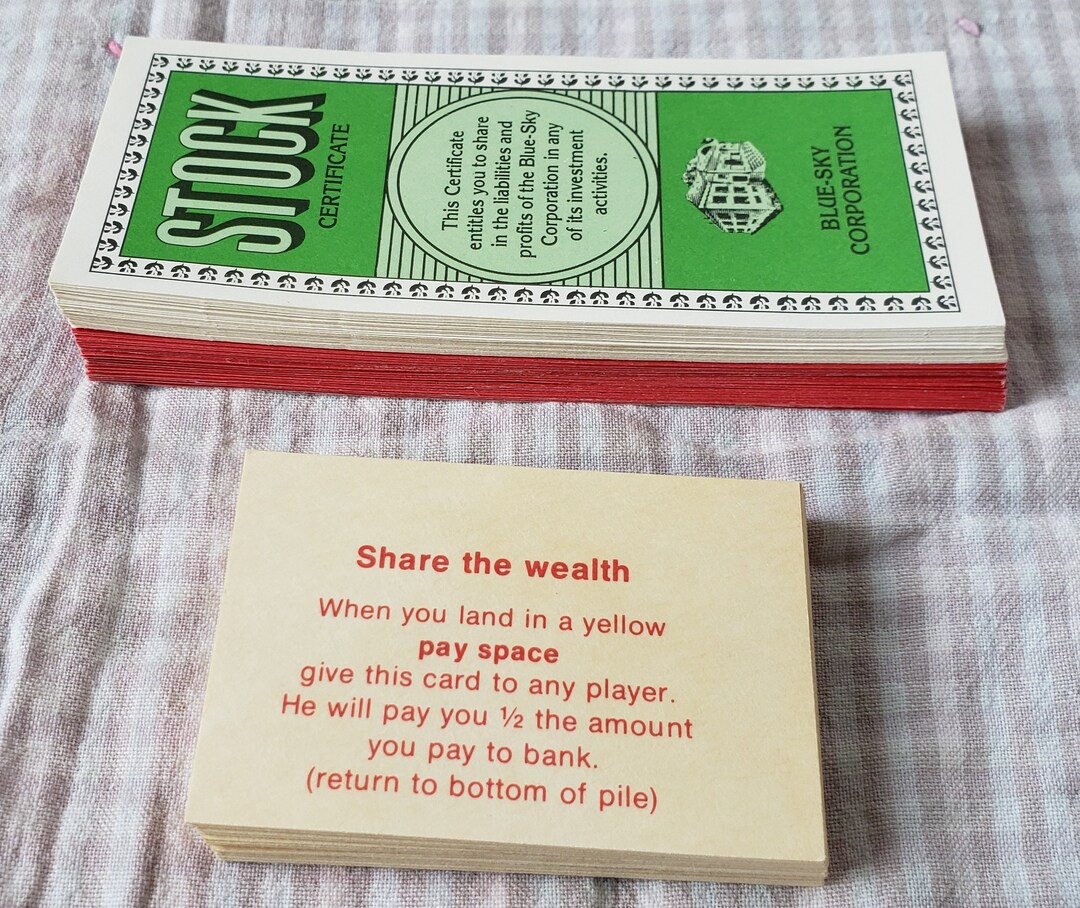 STOCK
CERTIFICATE
This Certificate
entitles you to share
in the liabilities and
profits of the Blue-Sky
Corporation in any
of its investment
activities.
BLUE-SKY
CORPORATION
Share the wealth
When you land in a yellow
pay space
give this card to any player.
He will pay you ½ the amount
you pay to bank.
(return to bottom of pile)